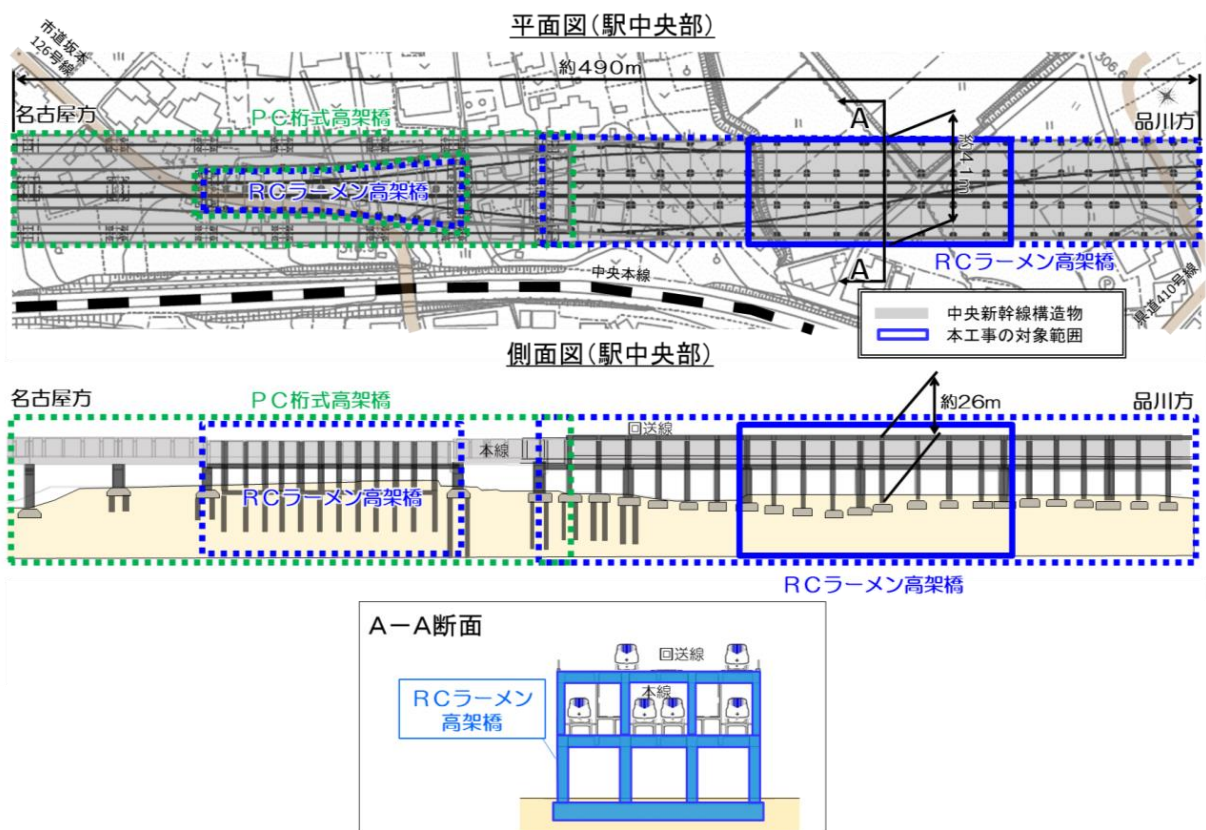 平面図(駅中央部)
市道坂本
126号線
約490m
306.6
名古屋方
PC桁式高架橋
A
品川方
約41m
RCラーメン高架橋
A
RCラーメン高架橋
中央本線
県道410号線
中央新幹線構造物
本工事の対象範囲
側面図(駅中央部)
名古屋方
PC桁式高架橋
約26m
品川方
回送線
本線
RCラーメン高架橋
RCラーメン高架橋
A-A断面
回送線
本線
RCラーメン
高架橋